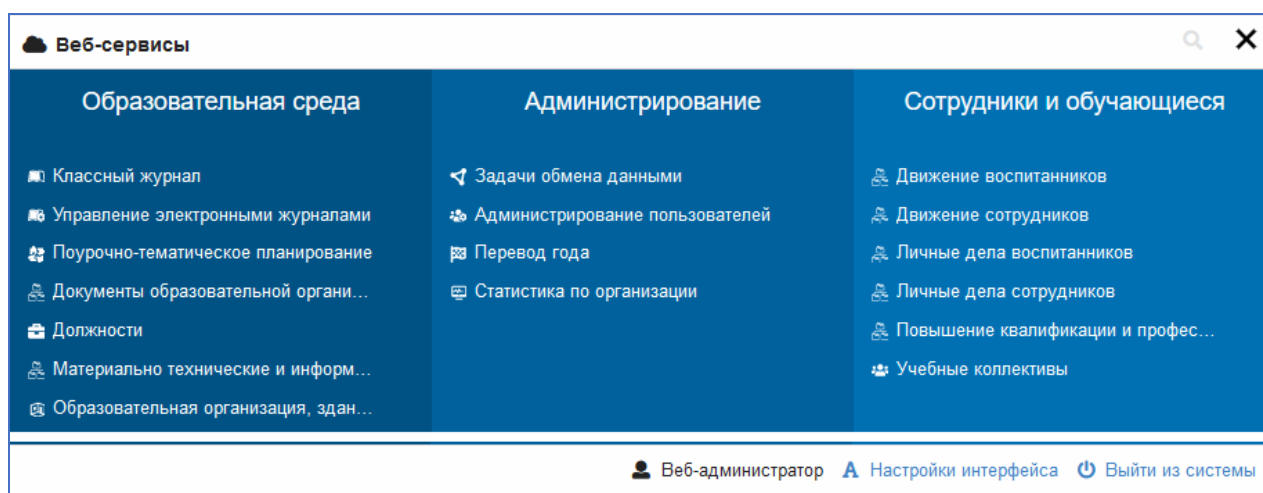 Веб-сервисы
Образовательная среда
Классный журнал
Управление электронными журналами
Поурочно-тематическое планирование
Документы образовательной органи...
Должности
Материально технические и информ...
Образовательная организация, здан...
Администрирование
Задачи обмена данными
Администрирование пользователей
Перевод года
Статистика по организации
Сотрудники и обучающиеся
Движение воспитанников
Движение сотрудников
Личные дела воспитанников
Личные дела сотрудников
Повышение квалификации и професс...
Учебные коллективы
Веб-администратор Настройки интерфейса Выйти из системы